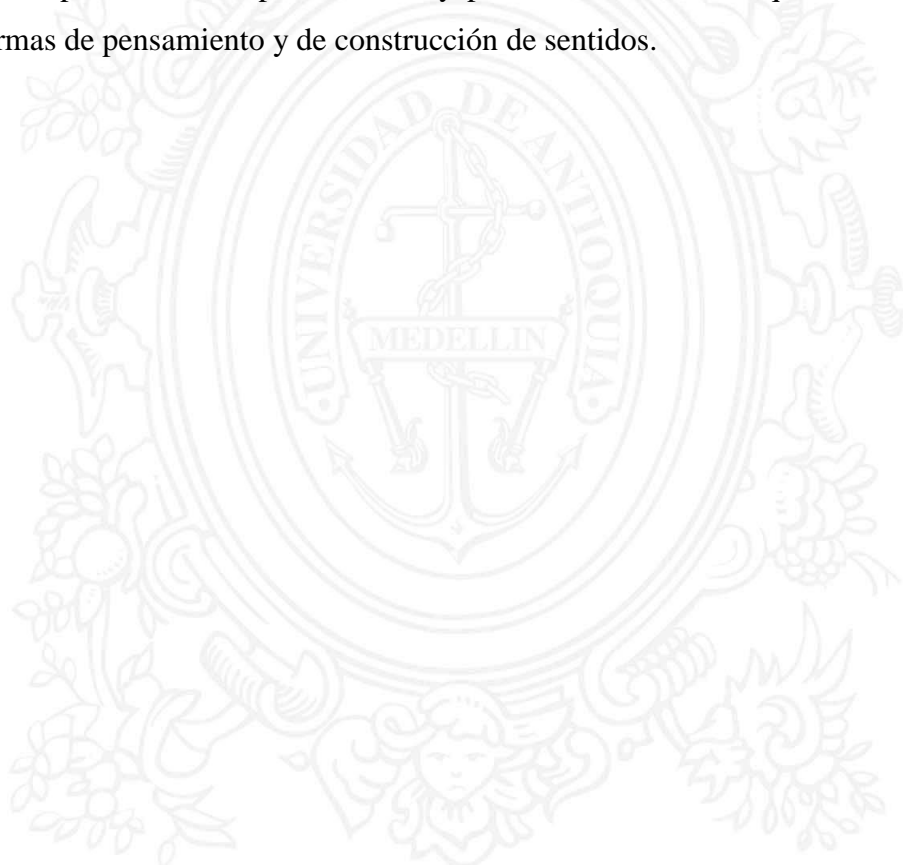 y
rmas de pensamiento y de construcción de sentidos.
UNIVERSIDAD DE ANTIOQUIA
MEDELLIN